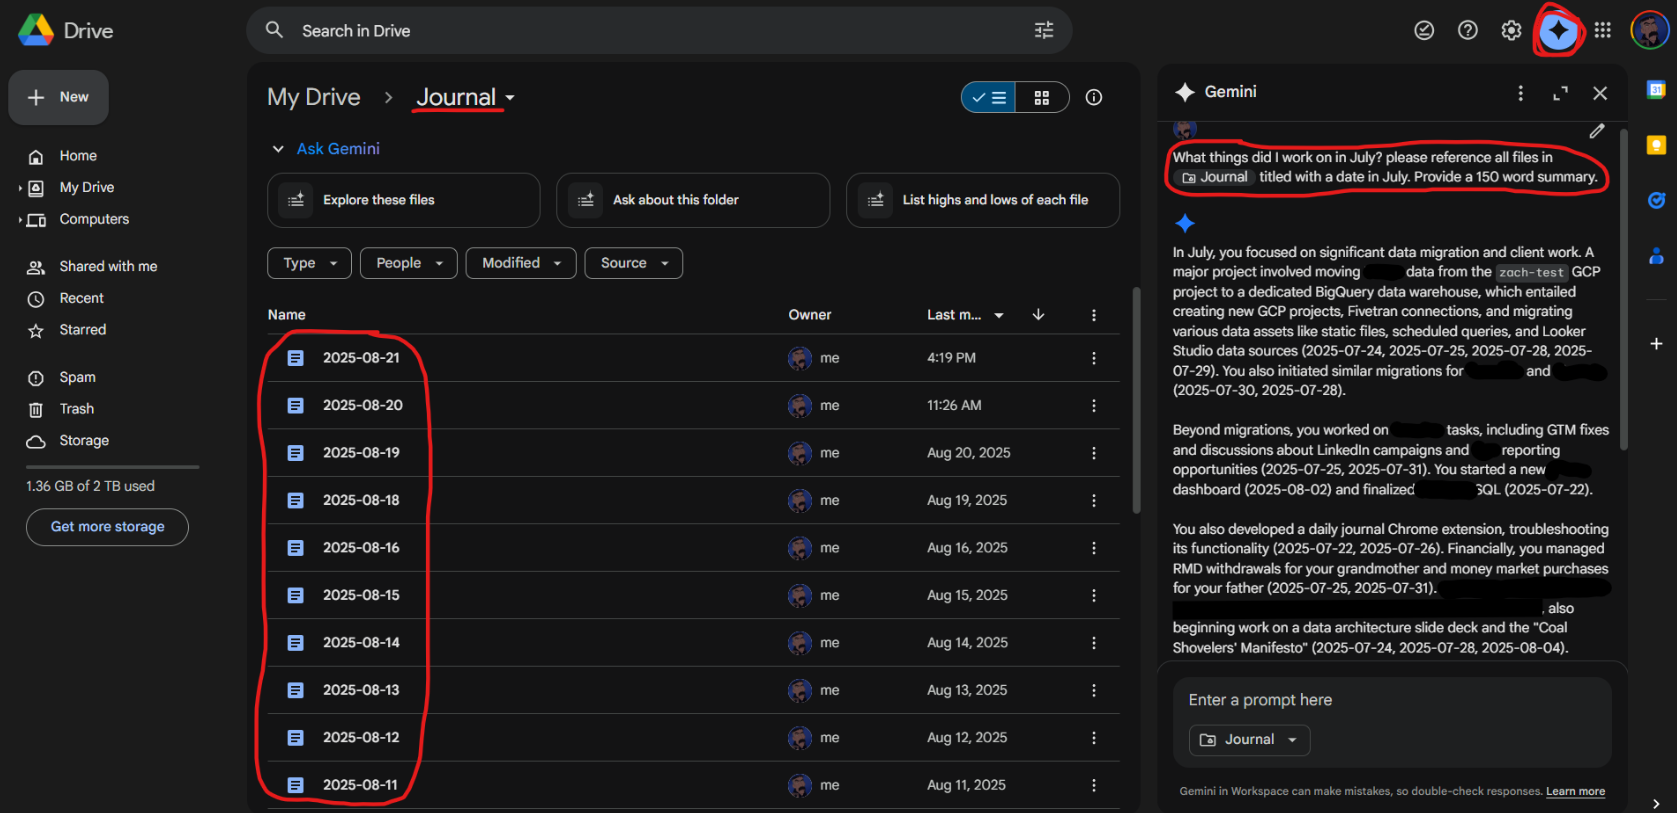 Drive
Search in Drive
New
Home
My Drive
Computers
Shared with me
Recent
Starred
Spam
Trash
Storage
1.36 GB of 2 TB used
Get more storage
My Drive > Journal
Ask Gemini
Explore these files
Ask about this folder
List highs and lows of each file
Type
People
Modified
Source
Name Owner Last m...
2025-08-21 me 4:19 PM
2025-08-20 me 11:26 AM
2025-08-19 me Aug 20, 2025
2025-08-18 me Aug 19, 2025
2025-08-16 me Aug 16, 2025
2025-08-15 me Aug 15, 2025
2025-08-14 me Aug 14, 2025
2025-08-13 me Aug 13, 2025
2025-08-12 me Aug 12, 2025
2025-08-11 me Aug 11, 2025
Gemini
What things did I work on in July? please reference all files in
Journal titled with a date in July. Provide a 150 word summary.
In July, you focused on significant data migration and client work. A
major project involved moving data from the zach-test GCP
project to a dedicated BigQuery data warehouse, which entailed
creating new GCP projects, Fivetran connections, and migrating
various data assets like static files, scheduled queries, and Looker
Studio data sources (2025-07-24, 2025-07-25, 2025-07-28, 2025-
07-29). You also initiated similar migrations for and
(2025-07-30, 2025-07-28).
Beyond migrations, you worked on tasks, including GTM fixes
and discussions about LinkedIn campaigns and reporting
opportunities (2025-07-25, 2025-07-31). You started a new
dashboard (2025-08-02) and finalized SQL (2025-07-22).
You also developed a daily journal Chrome extension, troubleshooting
its functionality (2025-07-22, 2025-07-26). Financially, you managed
RMD withdrawals for your grandmother and money market purchases
for your father (2025-07-25, 2025-07-31).
, also
beginning work on a data architecture slide deck and the "Coal
Shovelers' Manifesto" (2025-07-24, 2025-07-28, 2025-08-04).
Enter a prompt here
Journal
Gemini in Workspace can make mistakes, so double-check responses. Learn more
31